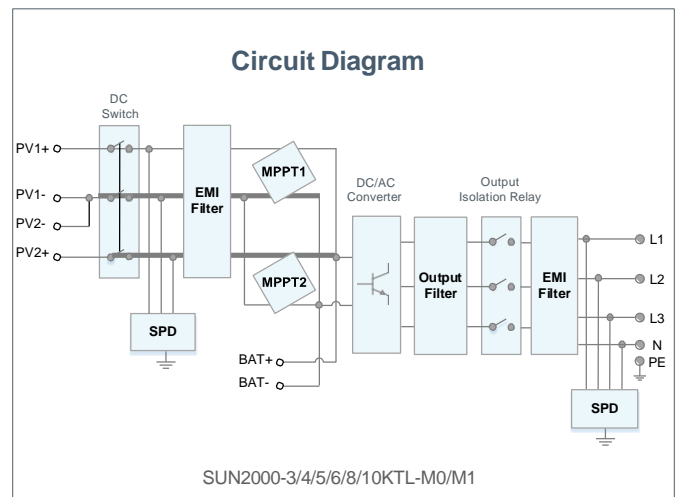 Circuit Diagram
DC
Switch
PV1+
PV1-
PV2-
PV2+
EMI
Filter
MPPT1
MPPT2
SPD
BAT+
BAT-
DC/AC
Converter
Output
Filter
Output
Isolation Relay
EMI
Filter
L1
L2
L3
N
PE
SPD
SUN2000-3/4/5/6/8/10KTL-M0/M1